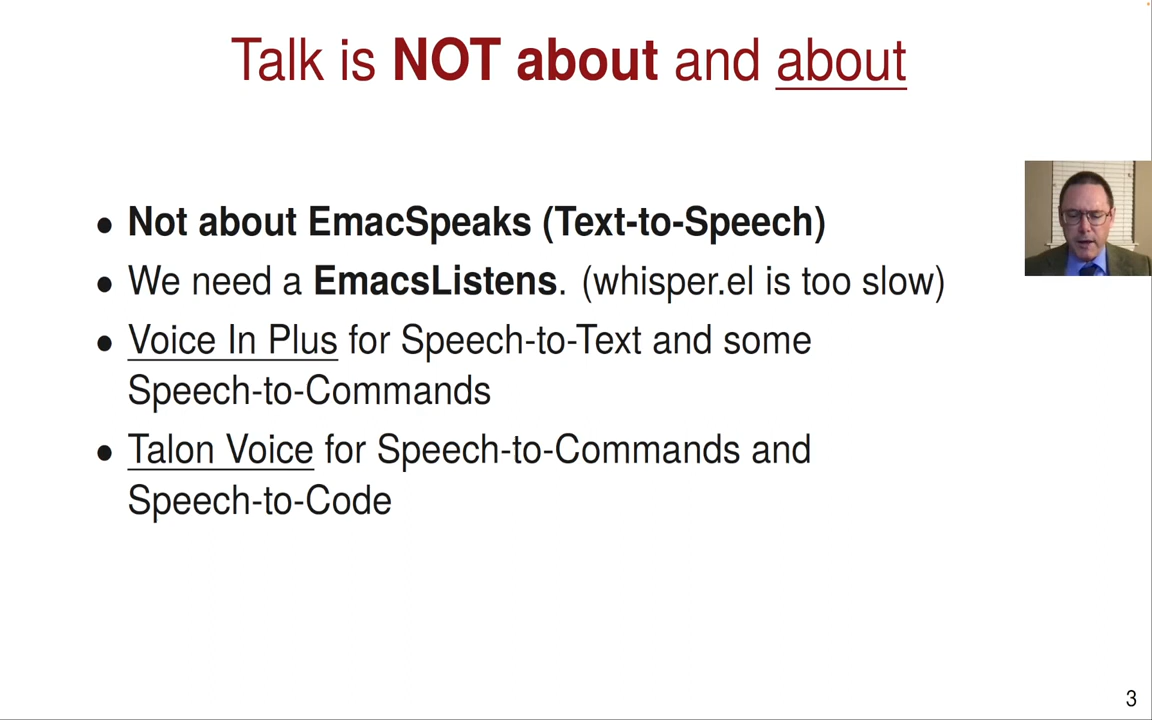 Talk is NOT about and about
• Not about EmacSpeaks (Text-to-Speech)
• We need a EmacsListens. (whisper.el is too slow)
• Voice In Plus for Speech-to-Text and some
Speech-to-Commands
• Talon Voice for Speech-to-Commands and
Speech-to-Code
3